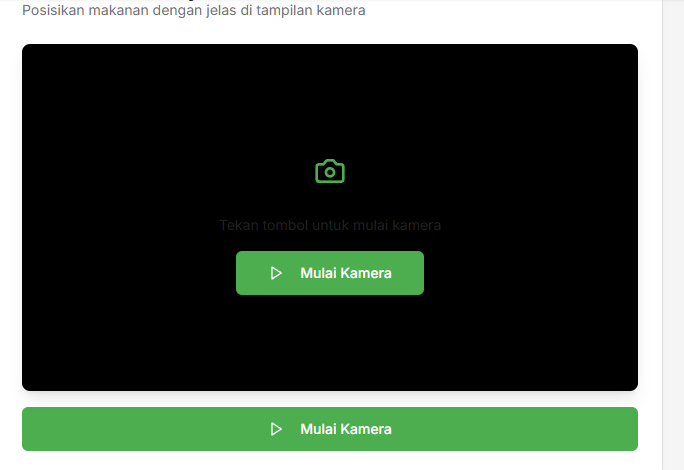 Posisikan makanan dengan jelas di tampilan kamera
Tekan tombol untuk mulai kamera
Mulai Kamera
Mulai Kamera